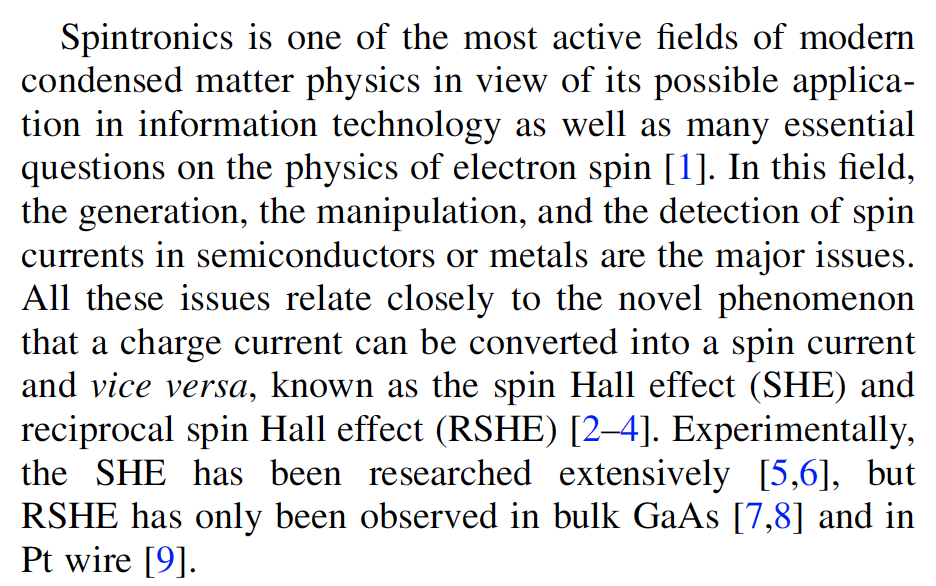 Spintronics is one of the most active fields of modern
condensed matter physics in view of its possible applica-
tion in information technology as well as many essential
questions on the physics of electron spin [1]. In this field,
the generation, the manipulation, and the detection of spin
currents in semiconductors or metals are the major issues.
All these issues relate closely to the novel phenomenon
that a charge current can be converted into a spin current
and vice versa, known as the spin Hall effect (SHE) and
reciprocal spin Hall effect (RSHE) [2–4]. Experimentally,
the SHE has been researched extensively [5,6], but
RSHE has only been observed in bulk GaAs [7,8] and in
Pt wire [9].